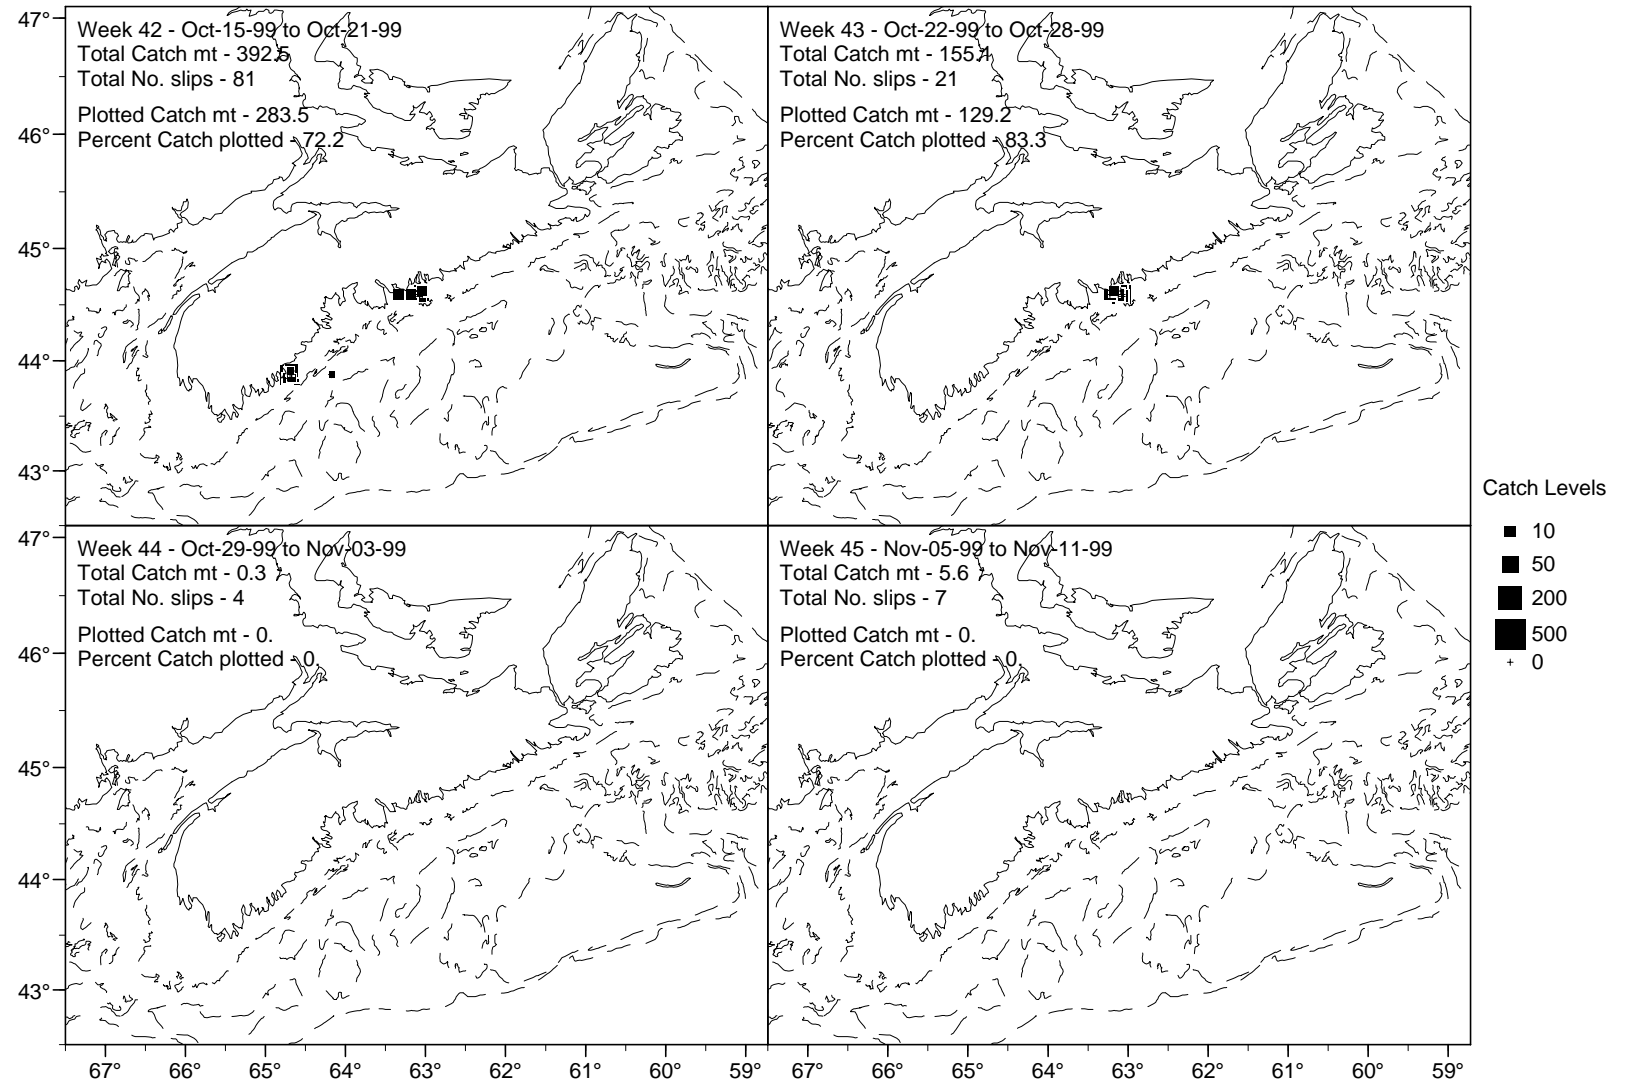 47°
46°
45°
44°
43°
Week 42 - Oct-15-99 to Oct-21-99
Total Catch mt - 392.5
Total No. slips - 81
Plotted Catch mt - 283.5
Percent Catch plotted - 72.2
Week 43 - Oct-22-99 to Oct-28-99
Total Catch mt - 155.1
Total No. slips - 21
Plotted Catch mt - 129.2
Percent Catch plotted - 83.3
47°
46°
45°
44°
43°
Week 44 - Oct-29-99 to Nov-03-99
Total Catch mt - 0.3
Total No. slips - 4
Plotted Catch mt - 0.
Percent Catch plotted - 0.
Week 45 - Nov-05-99 to Nov-11-99
Total Catch mt - 5.6
Total No. slips - 7
Plotted Catch mt - 0.
Percent Catch plotted - 0.
67° 66° 65° 64° 63° 62° 61° 60° 59°
67° 66° 65° 64° 63° 62° 61° 60° 59°
Catch Levels
10
50
200
500
+ 0